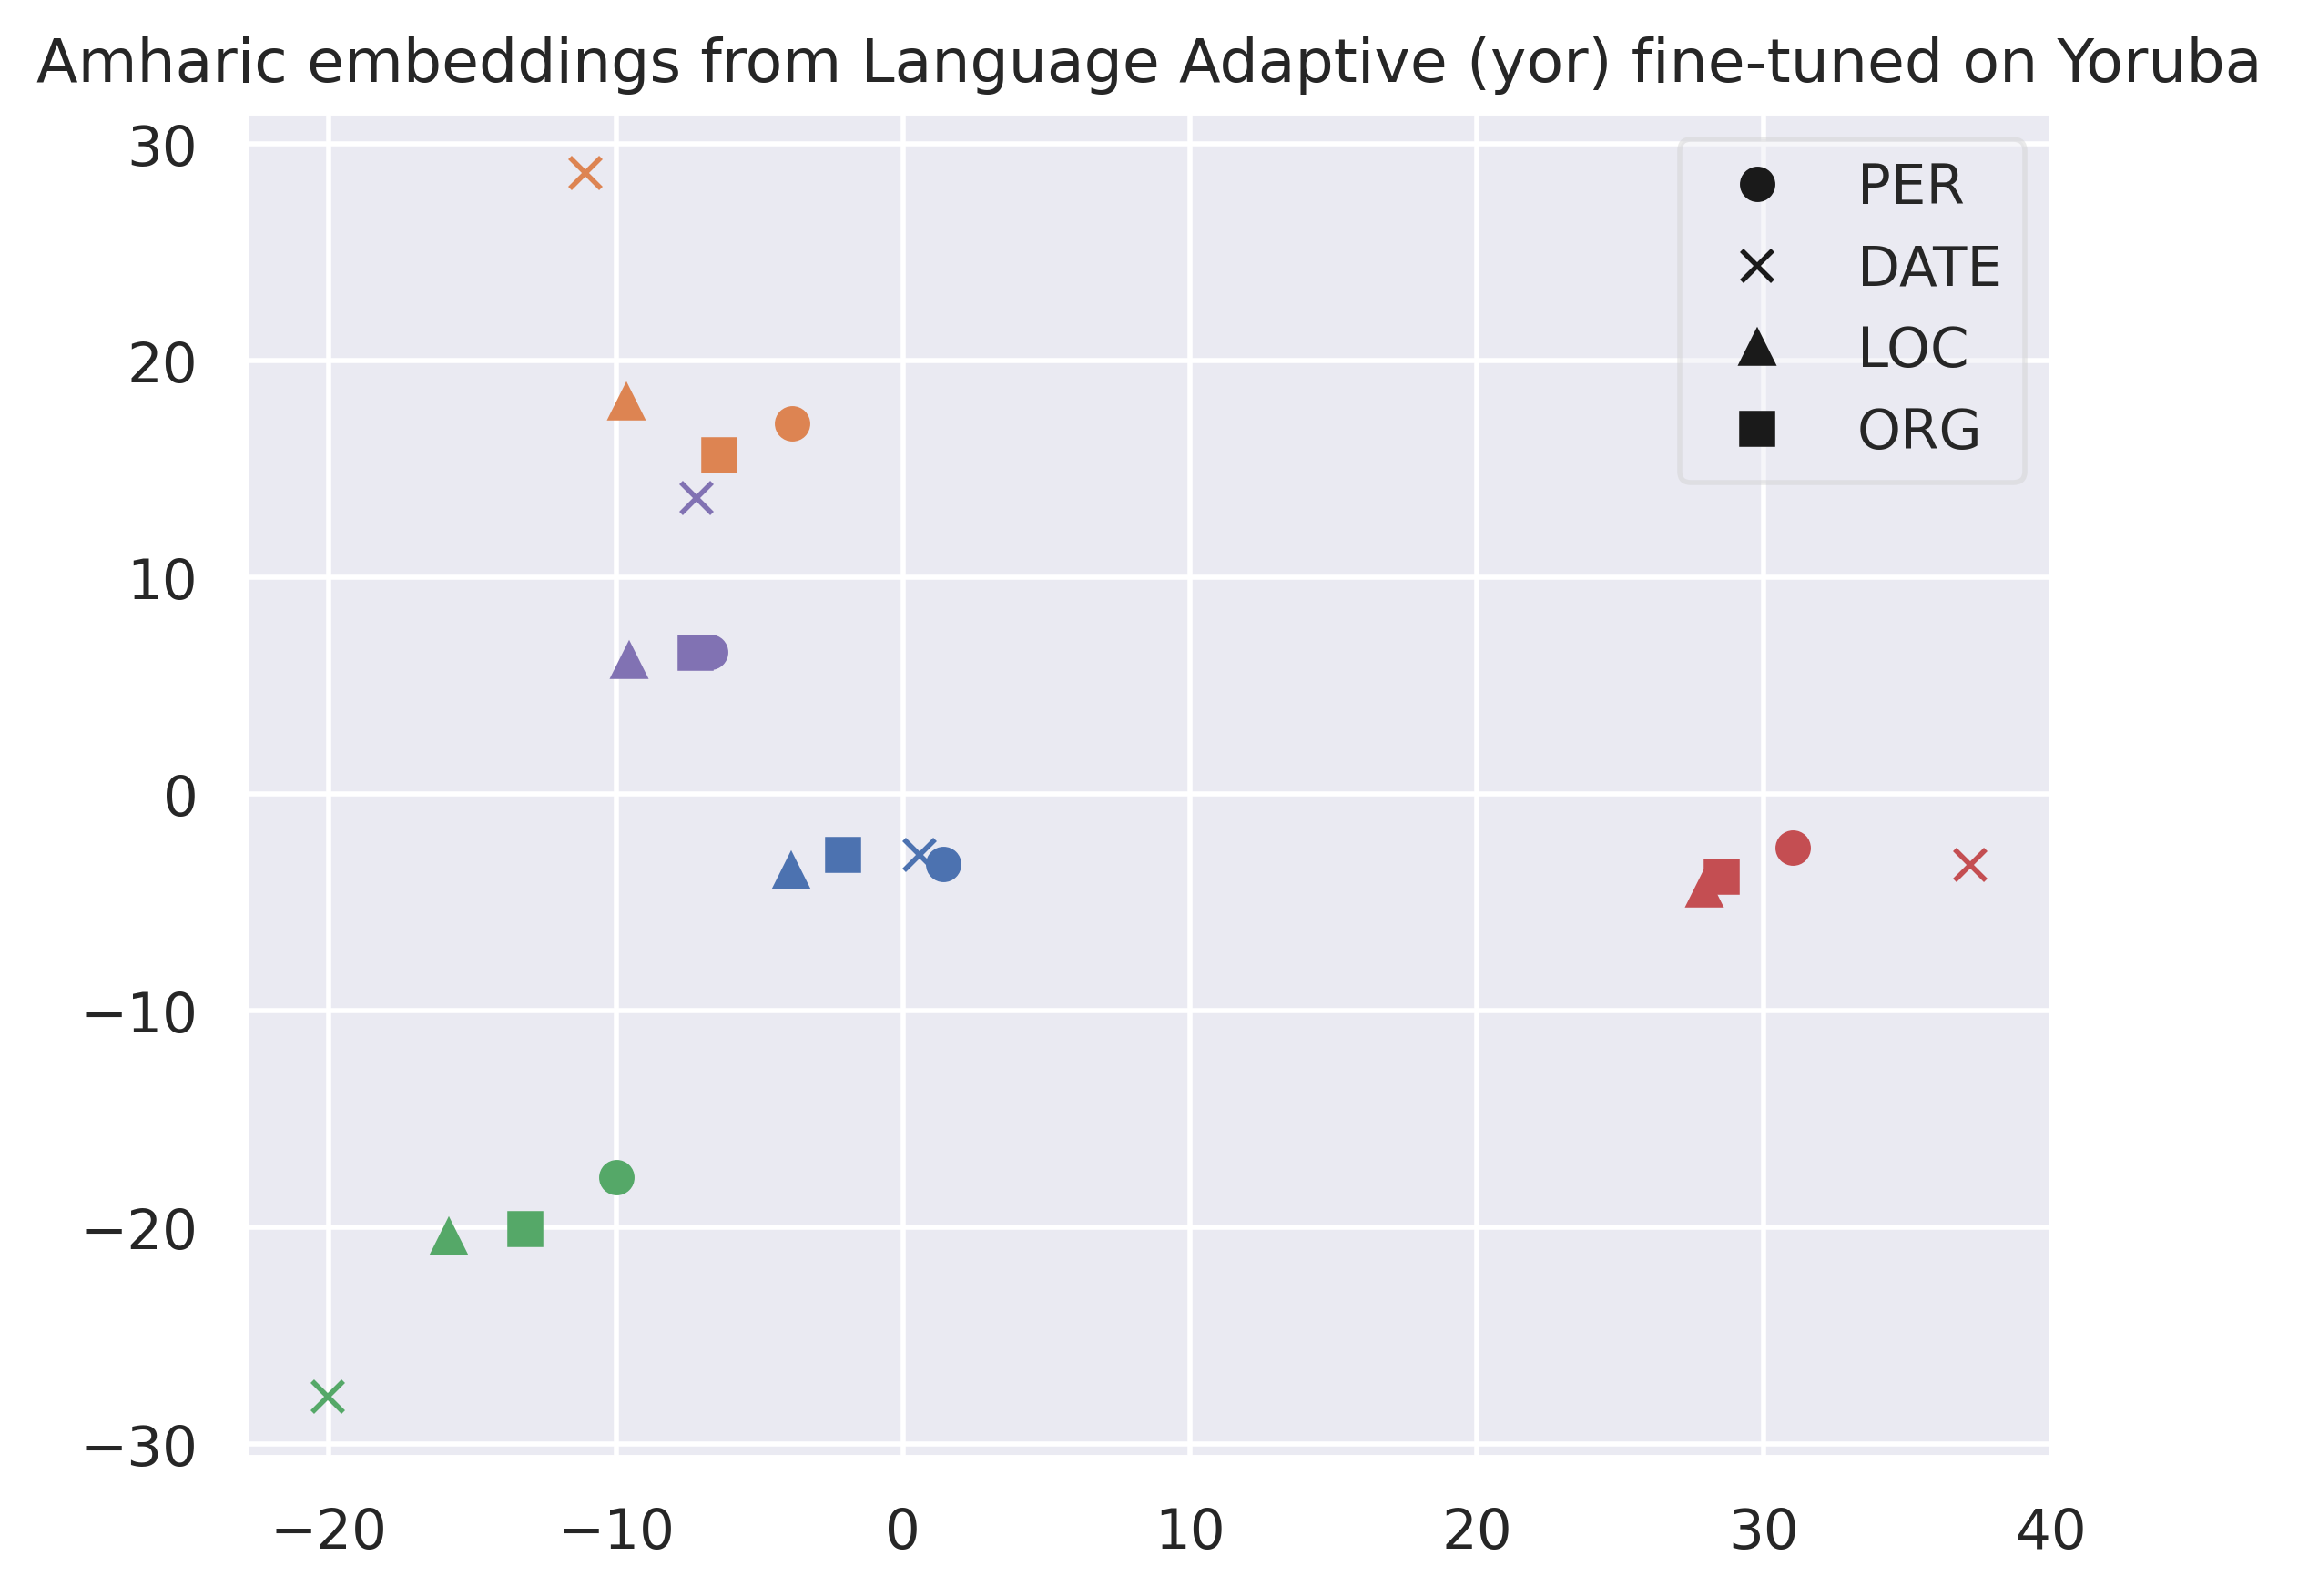 Amharic embeddings from Language Adaptive (yor) fine-tuned on Yoruba
30
20
10
0
−10
−20
−30
PER
DATE
LOC
ORG
−20 −10 0 10 20 30 40